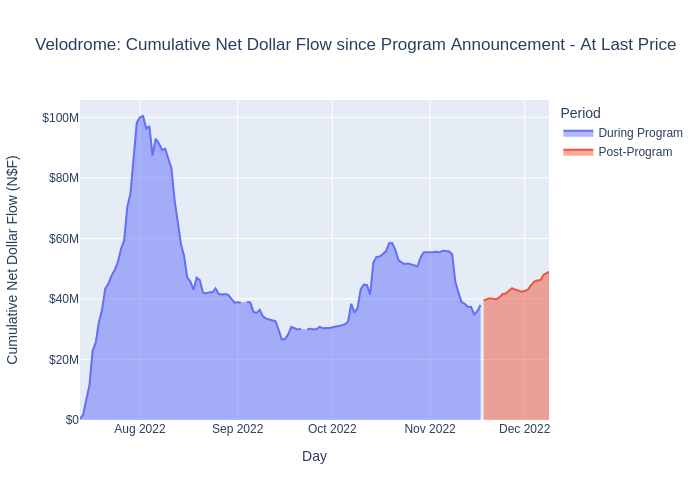 Velodrome: Cumulative Net Dollar Flow since Program Announcement - At Last Price
Cumulative Net Dollar Flow (N$F)
$100M
$80M
$60M
$40M
$20M
$0
Aug 2022
Sep 2022
Oct 2022
Nov 2022
Dec 2022
Day
Period
During Program
Post-Program